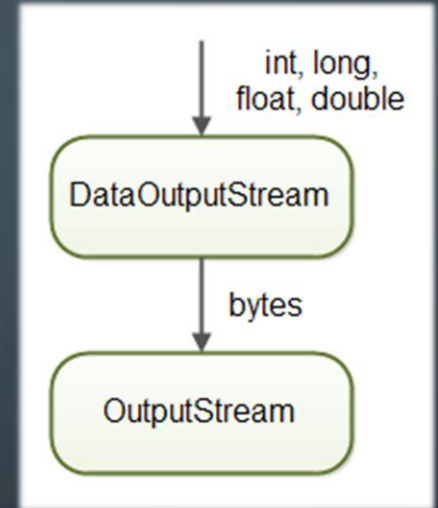 int, long,
float, double
DataOutputStream
bytes
OutputStream